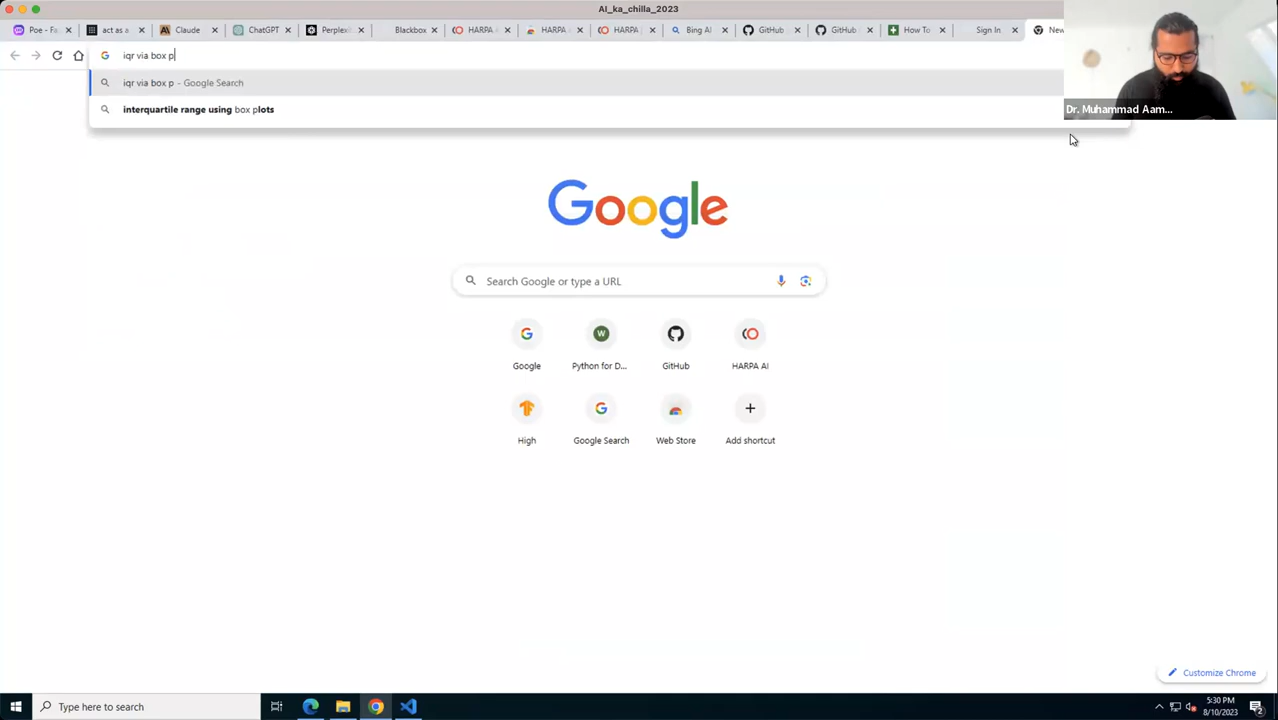 AI_ka_chilla_2023
Poe - Fa
act as a
Claude
ChatGPT
Perplexi
Blackbox
HARPA
HARPA
HARPA
Bing AI
GitHub
GitHub
How To
Sign In
New
iqr via box p
iqr via box p - Google Search
interquartile range using box plots
Dr. Muhammad Aam...
Google
Search Google or type a URL
W
Google
Python for D...
GitHub
HARPA AI
High
Google Search
Web Store
Add shortcut
Customize Chrome
Type here to search
5:30 PM
8/10/2023
2